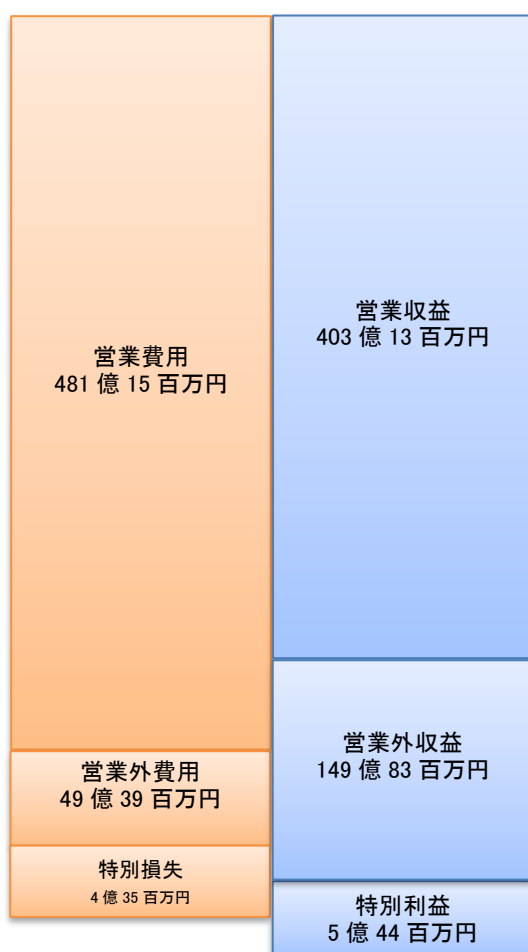 営業費用
481 億 15 百万円
営業外費用
49 億 39 百万円
特別損失
4 億 35 百万円
営業収益
403 億 13 百万円
営業外収益
149 億 83 百万円
特別利益
5 億 44 百万円